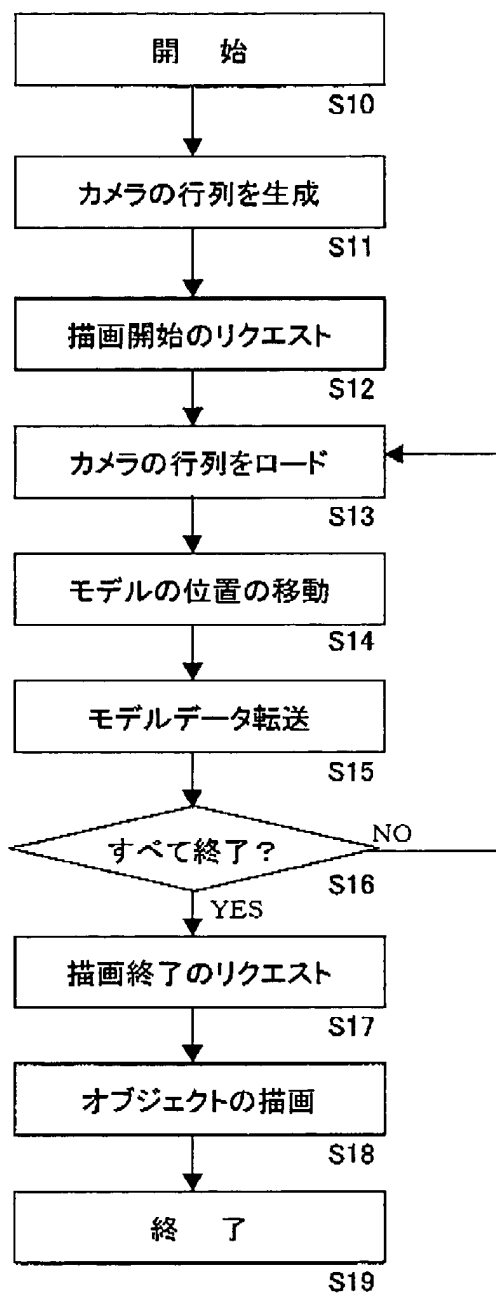 開 始
S10
カメラの行列を生成
S11
描画開始のリクエスト
S12
カメラの行列をロード
S13
モデルの位置の移動
S14
モデルデータ転送
S15
すべて終了？
NO
S16
YES
描画終了のリクエスト
S17
オブジェクトの描画
S18
終 了
S19